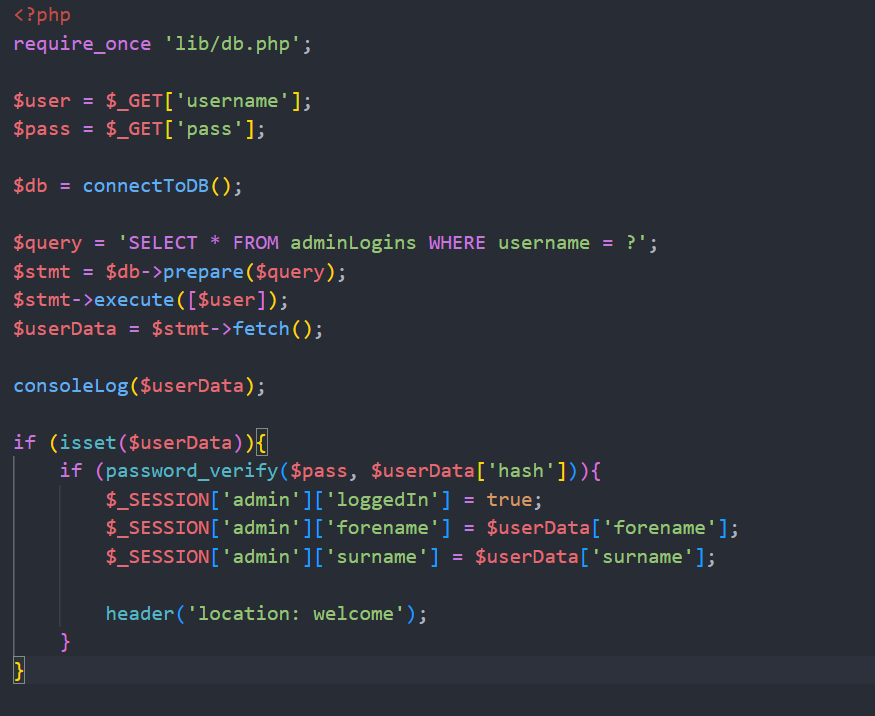 <?php
require_once 'lib/db.php';
$user = $_GET['username'];
$pass = $_GET['pass'];
$db = connectToDB();
$query = 'SELECT * FROM adminLogins WHERE username = ?';
$stmt = $db->prepare($query);
$stmt->execute([$user]);
$userData = $stmt->fetch();
consoleLog($userData);
if (isset($userData)){
    if (password_verify($pass, $userData['hash'])){
        $_SESSION['admin']['loggedIn'] = true;
        $_SESSION['admin']['forename'] = $userData['forename'];
        $_SESSION['admin']['surname'] = $userData['surname'];
        header('location: welcome');
    }
}